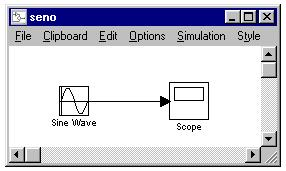 seno
File Clipboard Edit Options Simulation Style
Sine Wave
Scope